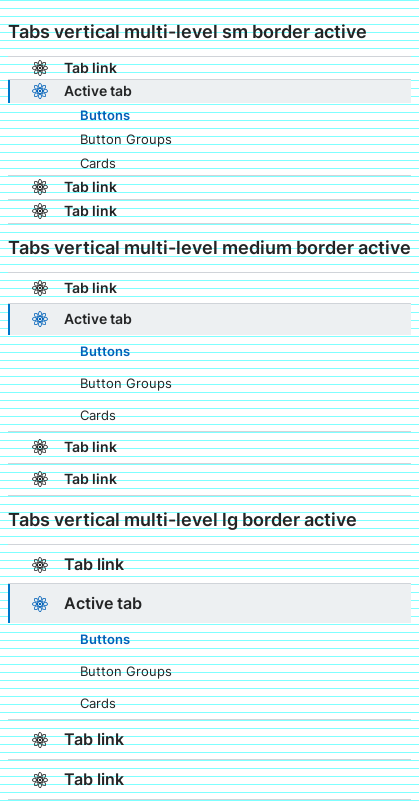 Tabs vertical multi-level sm border active
Tab link
Active tab
Buttons
Button Groups
Cards
Tab link
Tab link
Tabs vertical multi-level medium border active
Tab link
Active tab
Buttons
Button Groups
Cards
Tab link
Tab link
Tabs vertical multi-level lg border active
Tab link
Active tab
Buttons
Button Groups
Cards
Tab link
Tab link